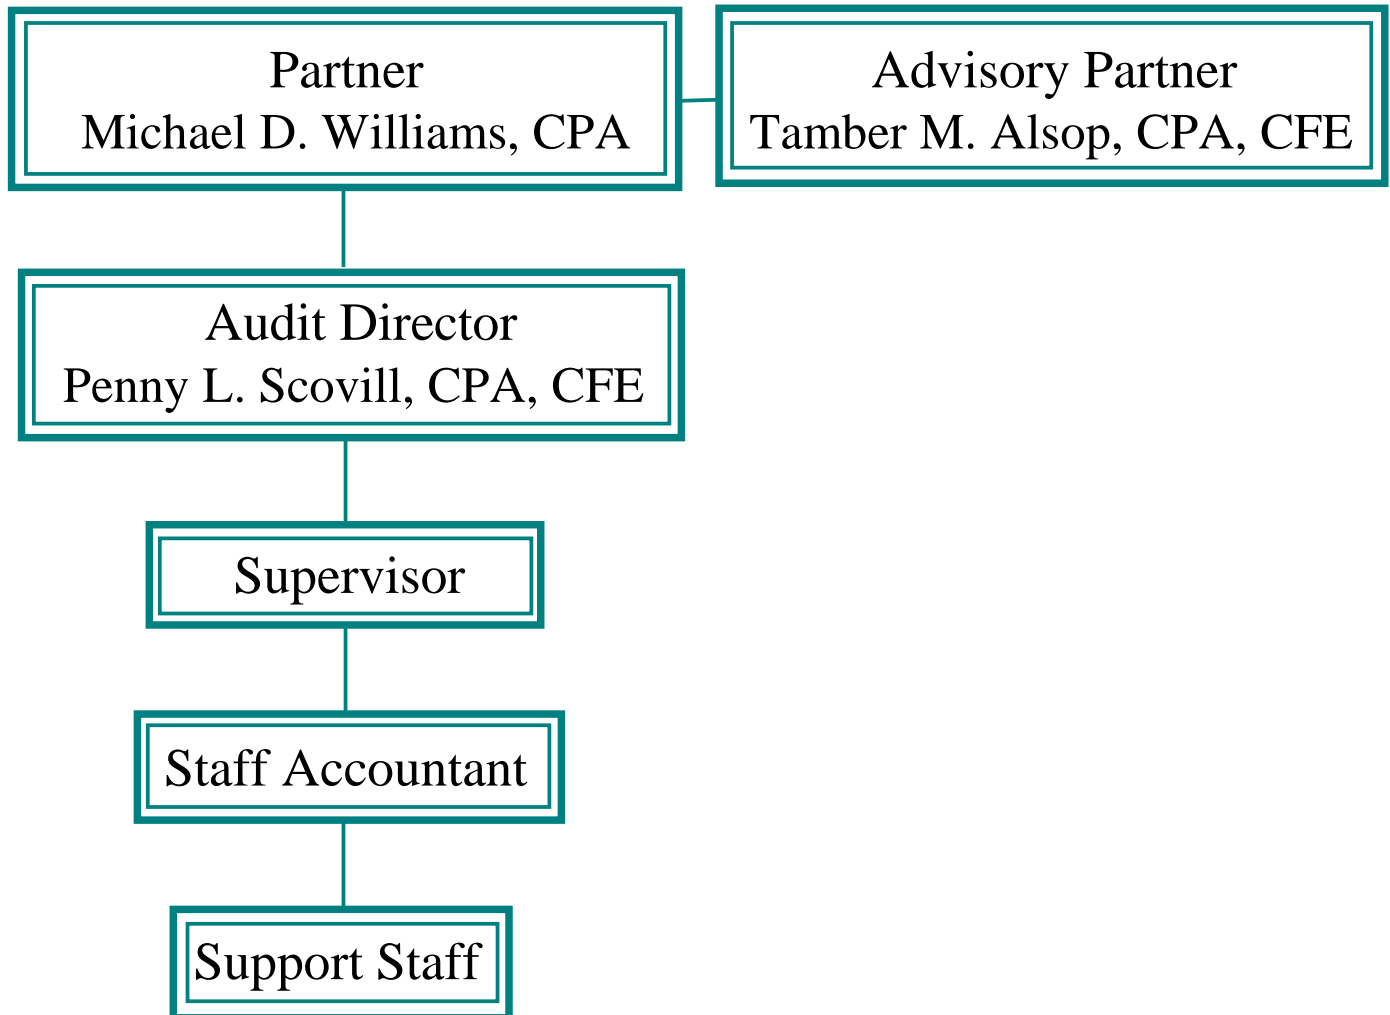 Partner
Michael D. Williams, CPA
Advisory Partner
Tamber M. Alsop, CPA, CFE
Audit Director
Penny L. Scovill, CPA, CFE
Supervisor
Staff Accountant
Support Staff